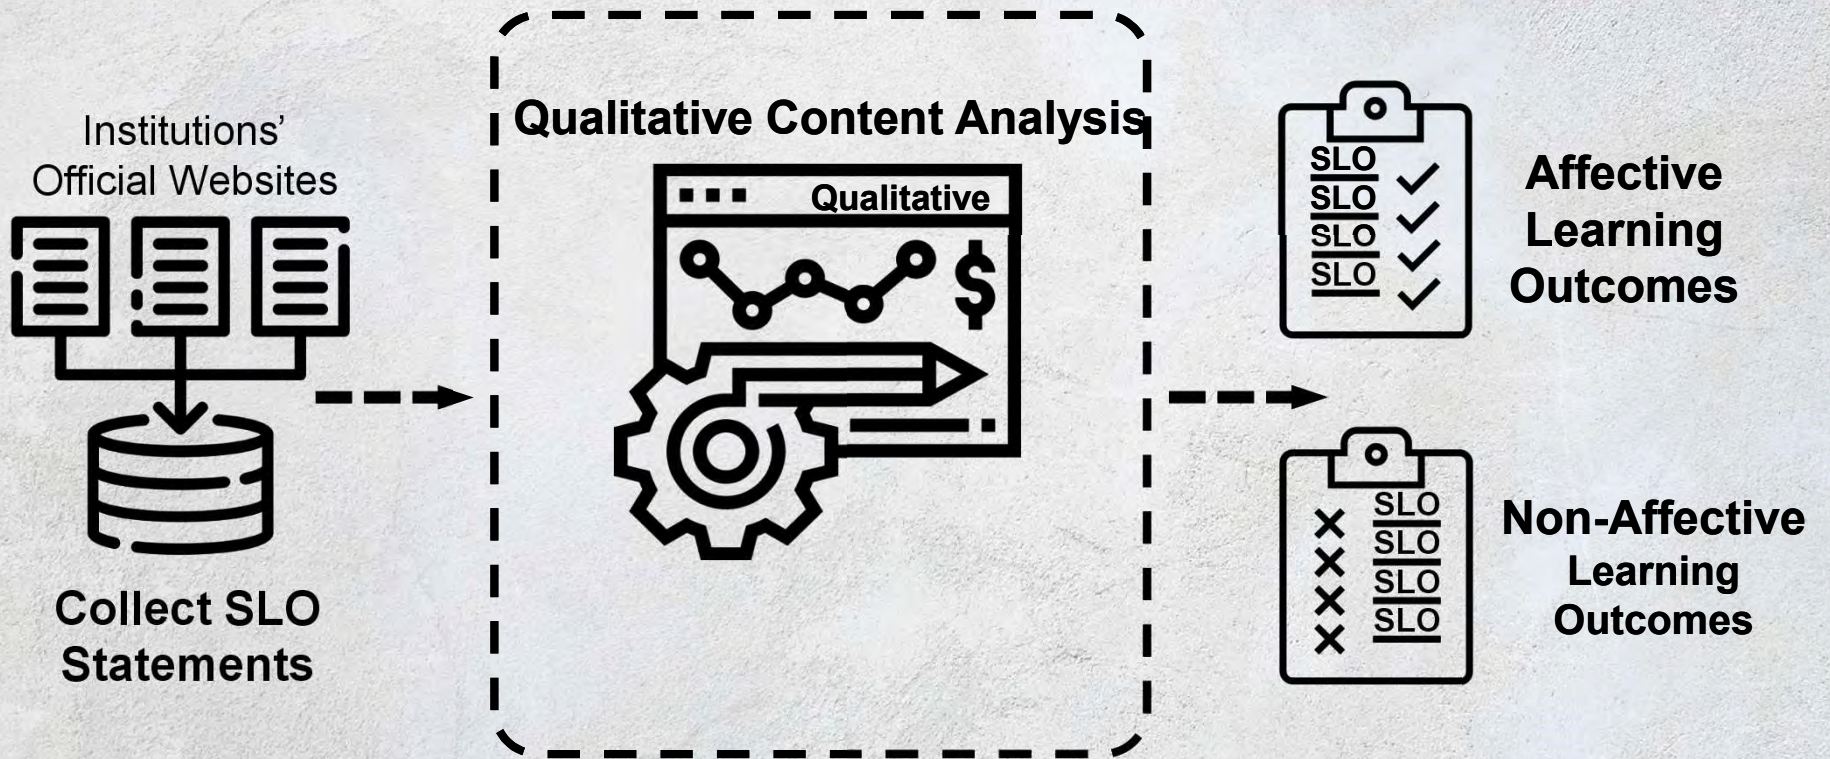 Institutions’
Official Websites
Collect SLO
Statements
Qualitative Content Analysis
Qualitative
$
SLO
SLO
SLO
SLO
Affective
Learning
Outcomes
SLO
SLO
SLO
SLO
Non-Affective
Learning
Outcomes